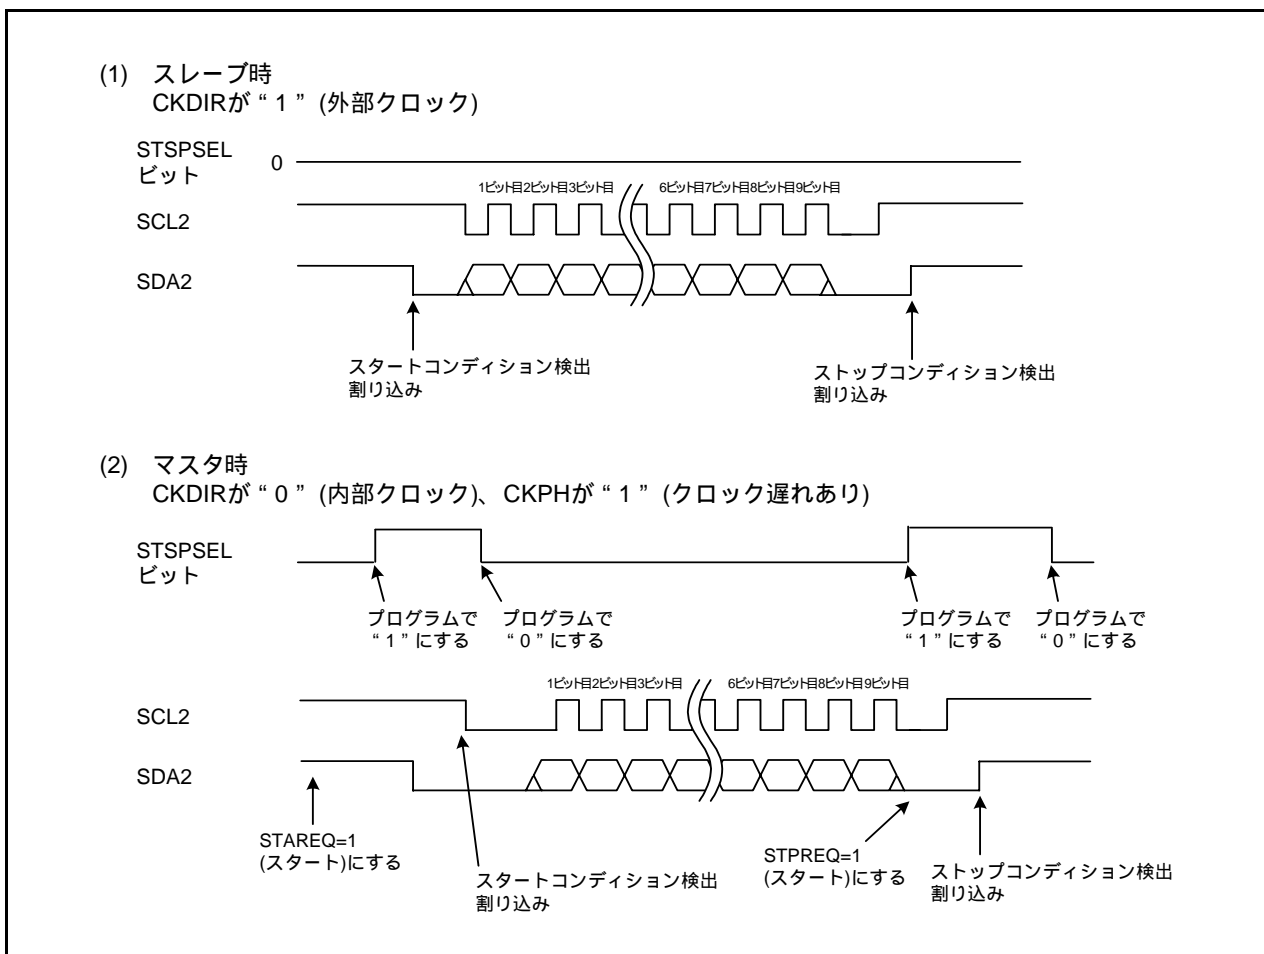 (1) スレーブ時
CKDIRが“1”(外部クロック)
STSPSEL
ビット
0
1ビット目2ビット目3ビット目 6ビット目7ビット目8ビット目9ビット目
SCL2
SDA2
スタートコンディション検出
割り込み
ストップコンディション検出
割り込み
(2) マスタ時
CKDIRが“0”(内部クロック)、CKPHが“1”(クロック遅れあり)
STSPSEL
ビット
プログラムで
“1”にする
プログラムで
“0”にする
プログラムで
“1”にする
プログラムで
“0”にする
1ビット目2ビット目3ビット目 6ビット目7ビット目8ビット目9ビット目
SCL2
SDA2
STAREQ=1
(スタート)にする
スタートコンディション検出
割り込み
STPREQ=1
(スタート)にする
ストップコンディション検出
割り込み